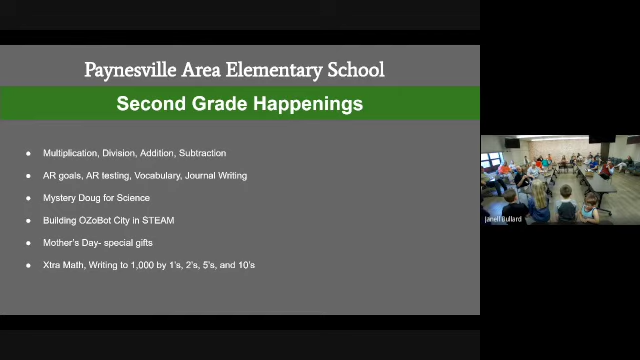 Paynesville Area Elementary School
Second Grade Happenings
● Multiplication, Division, Addition, Subtraction
● AR goals, AR testing, Vocabulary, Journal Writing
● Mystery Doug for Science
● Building OZoBot City in STEAM
● Mother's Day- special gifts
● Xtra Math, Writing to 1,000 by 1's, 2's, 5's, and 10's
Janell Bullard